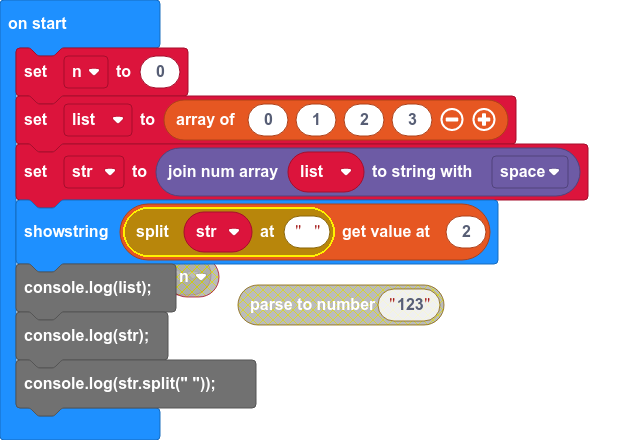 on start
set n to 0
set list to array of 0 1 2 3
set str to join num array list to string with space
showstring split str at " " get value at 2
n
console.log(list);
parse to number "123"
console.log(str);
console.log(str.split(" "));